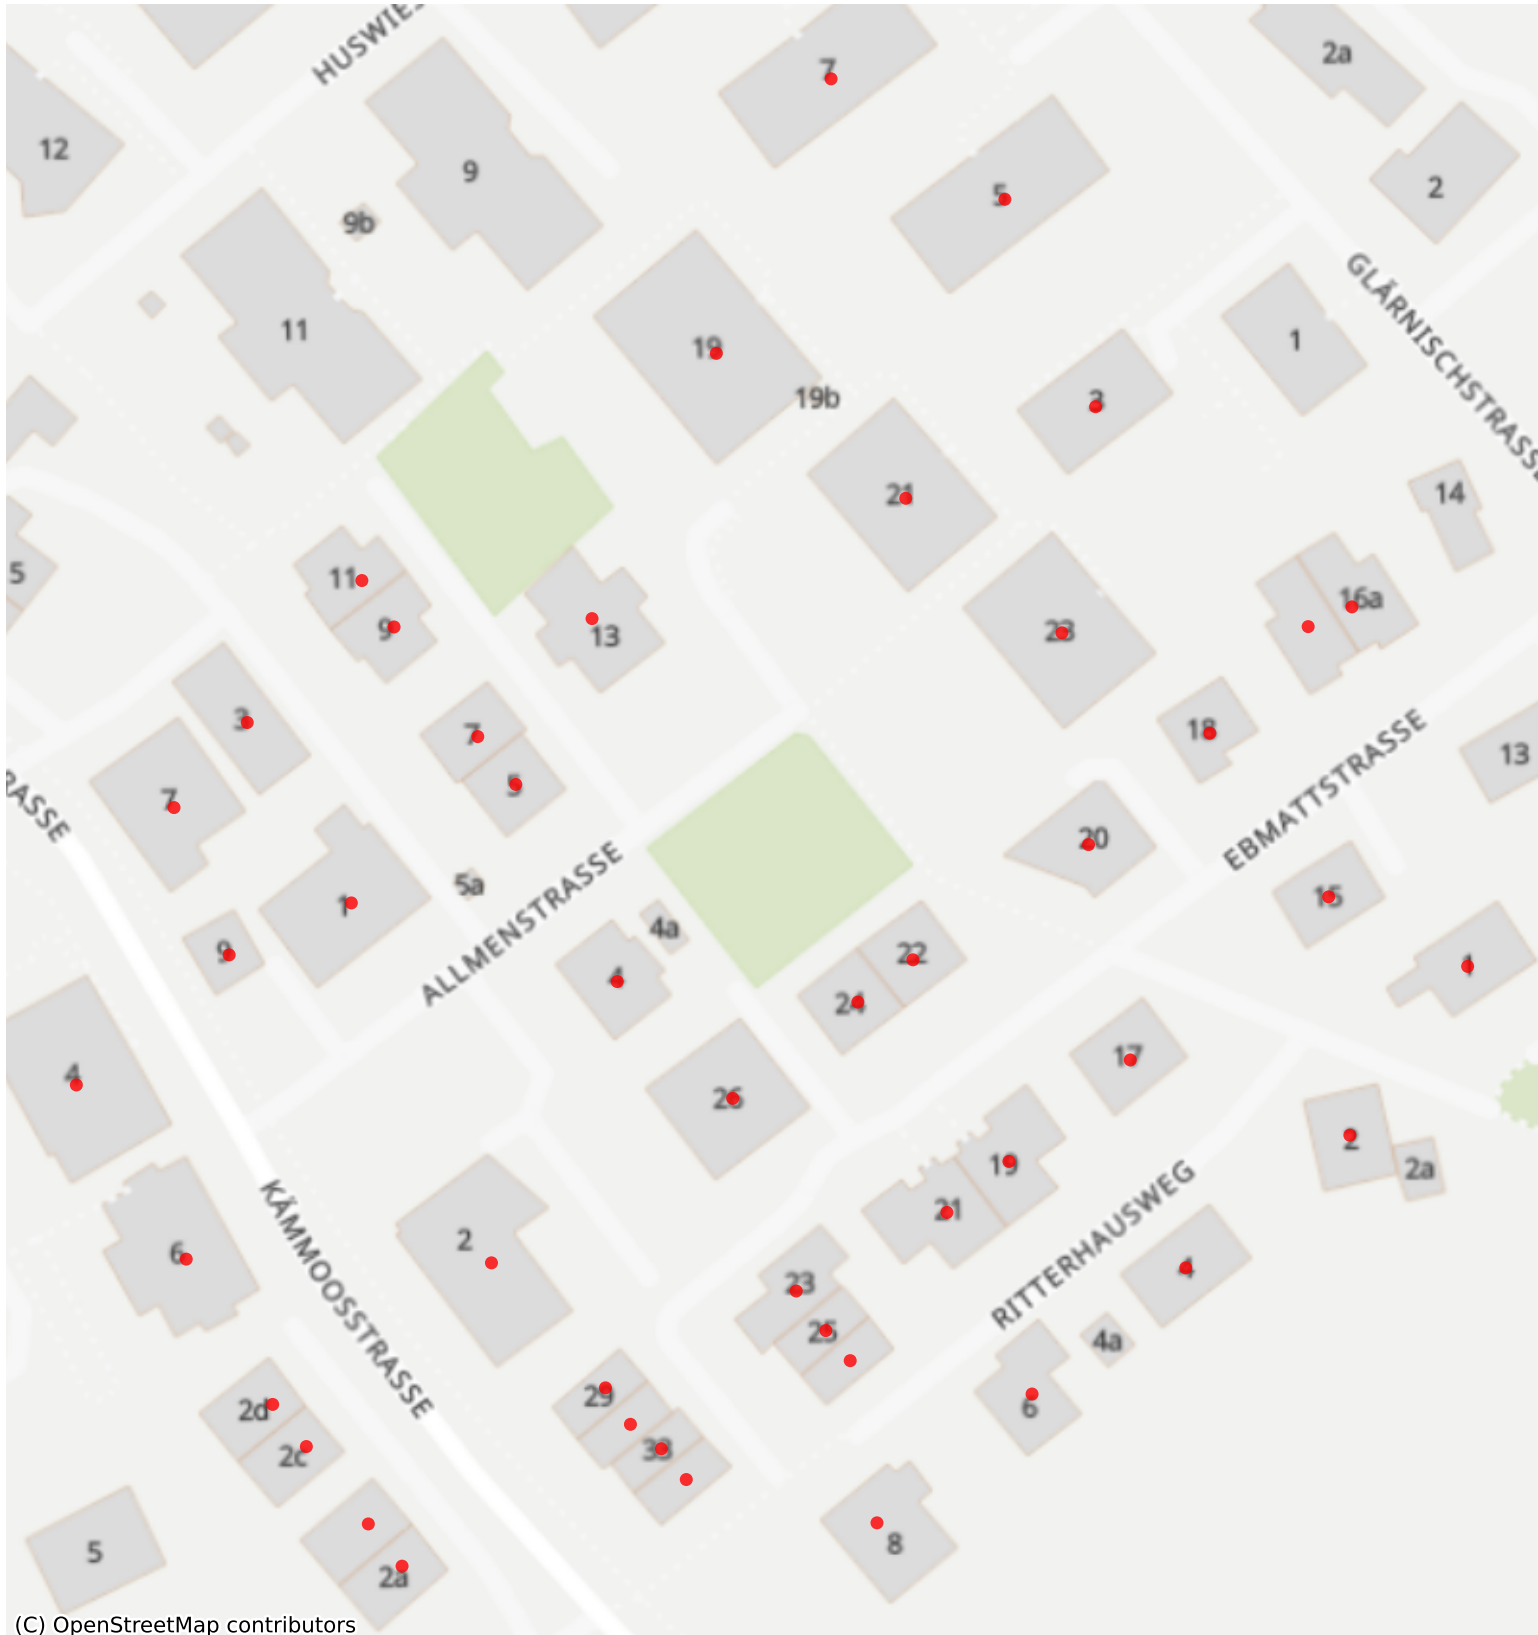 HUSWIES
7
2a
12
9
2
5
9b
GLÄRNISCHSTRASSE
11
1
19
19b
3
21
14
5
11
16a
9
13
23
3
7
18
13
RASSE
7
5
20
EBMATTSTRASSE
5a
ALLMENSTRASSE
1
15
4a
9
4
22
1
24
4
17
26
2
19
2a
KÄMMOOSSTRASSE
21
RITTERHAUSWEG
6
2
4
23
25
4a
29
2d
6
33
2c
8
5
2a
(C) OpenStreetMap contributors